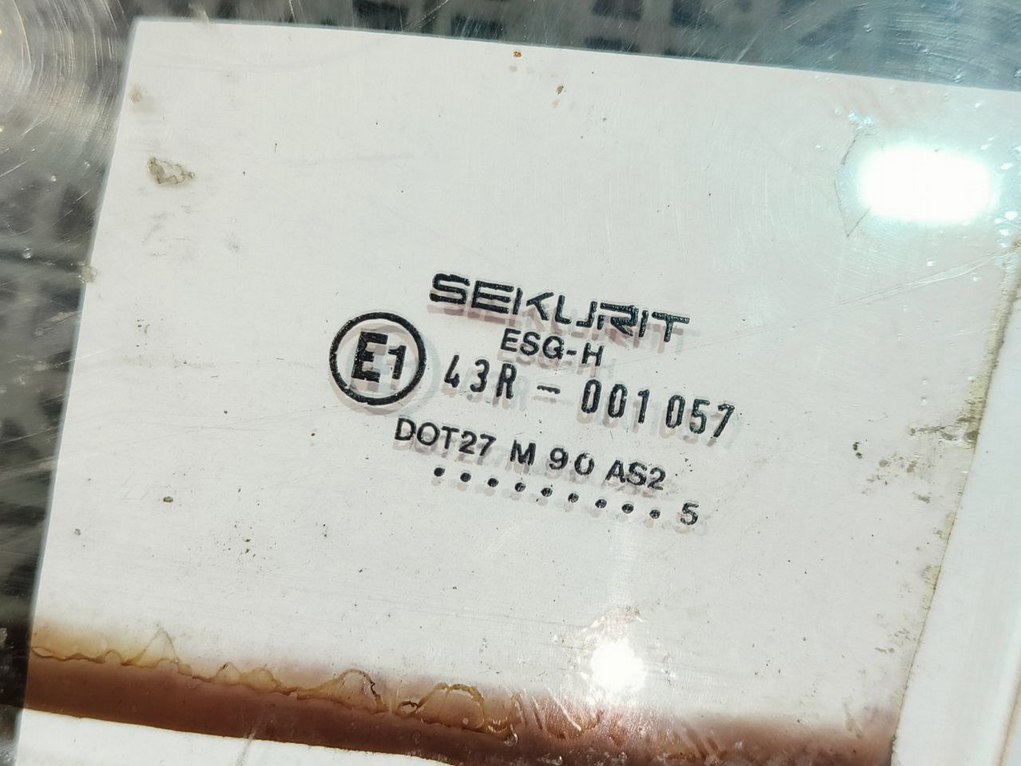 SEKURIT
ESG-H
E1 43R - 001057
DOT27 M 90 AS2
. . . . . . . . . 5